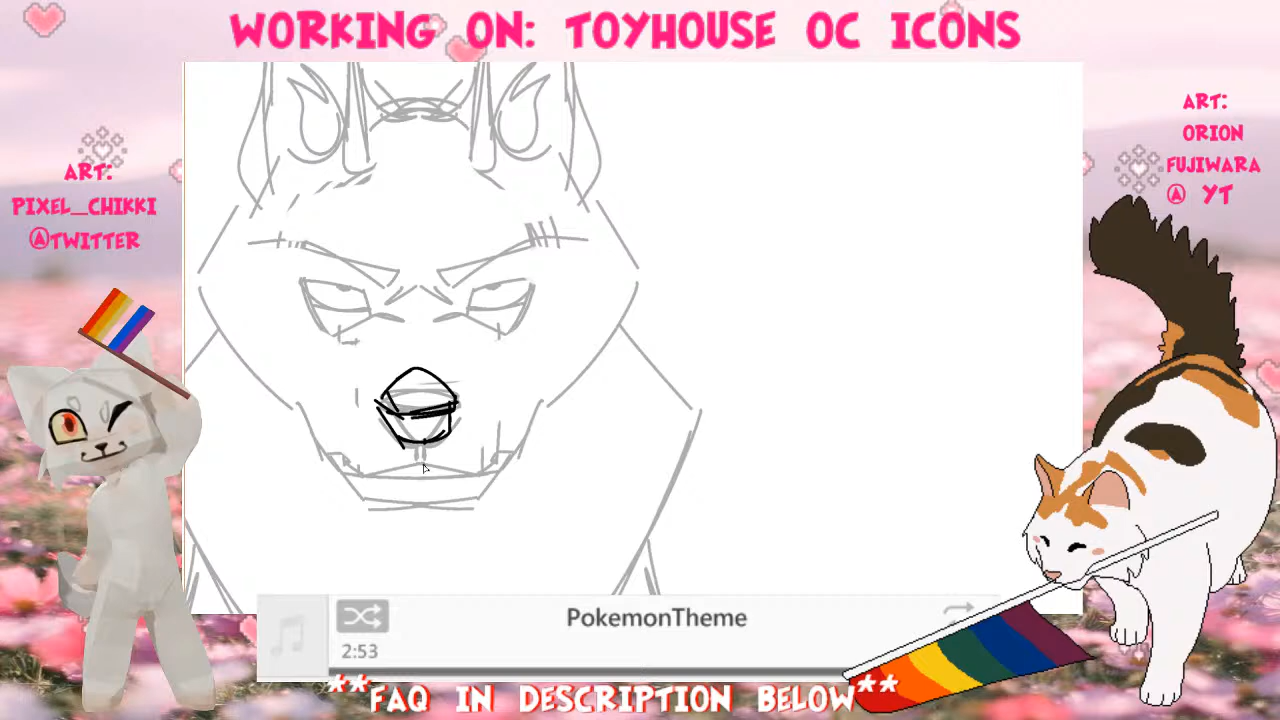 WORKING ON: TOYHOUSE OC ICONS
ART:
PIXEL_CHIKKI
@TWITTER
ART:
ORION
FUJIWARA
@ YT
PokemonTheme
2:53
**FAQ IN DESCRIPTION BELOW**